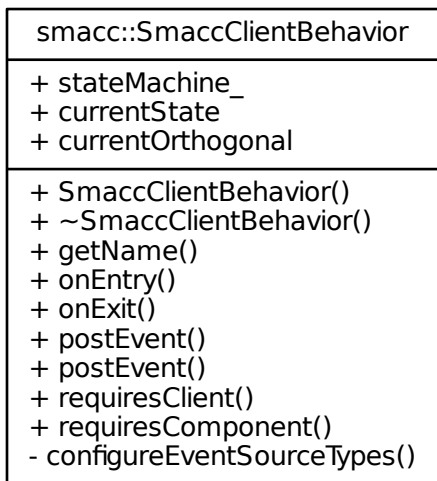 smacc::SmaccClientBehavior
+ stateMachine_
+ currentState
+ currentOrthogonal
+ SmaccClientBehavior()
+ ~SmaccClientBehavior()
+ getName()
+ onEntry()
+ onExit()
+ postEvent()
+ postEvent()
+ requiresClient()
+ requiresComponent()
- configureEventSourceTypes()